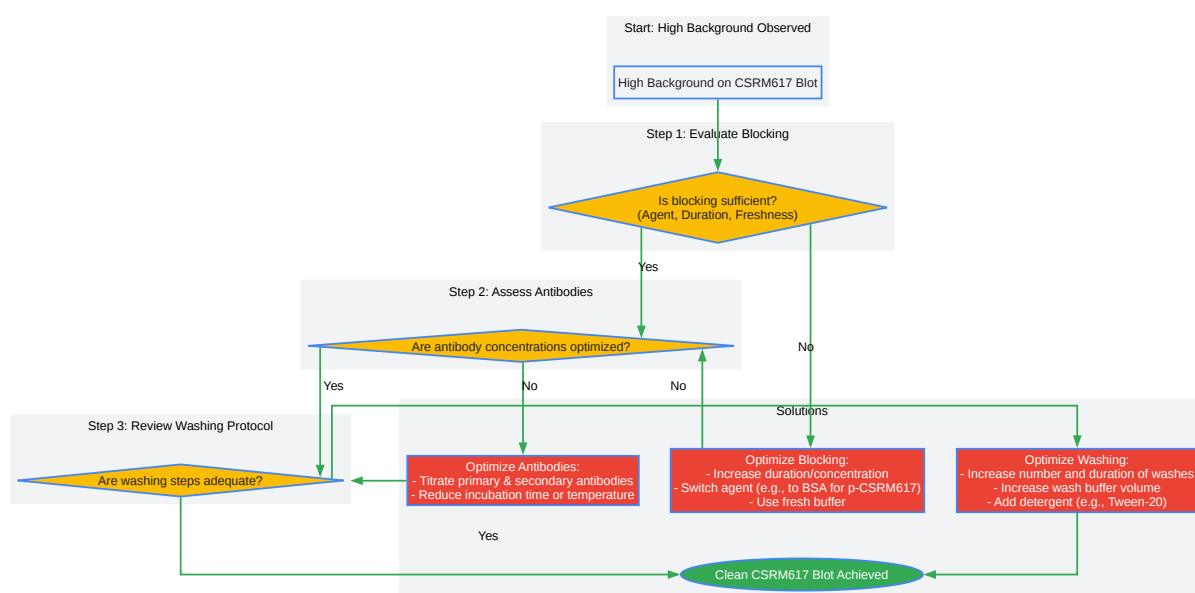 Start: High Background Observed
High Background on CSRM617 Blot
Step 1: Evaluate Blocking
Is blocking sufficient?
(Agent, Duration, Freshness)
Yes
Step 2: Assess Antibodies
Are antibody concentrations optimized?
No
Yes
No
No
Solutions
Step 3: Review Washing Protocol
Are washing steps adequate?
Optimize Antibodies:
- Titrate primary & secondary antibodies
- Reduce incubation time or temperature
Optimize Blocking:
- Increase duration/concentration
- Switch agent (e.g., to BSA for p-CSRM617)
- Use fresh buffer
Optimize Washing:
- Increase number and duration of washes
- Increase wash buffer volume
- Add detergent (e.g., Tween-20)
Yes
Clean CSRM617 Blot Achieved